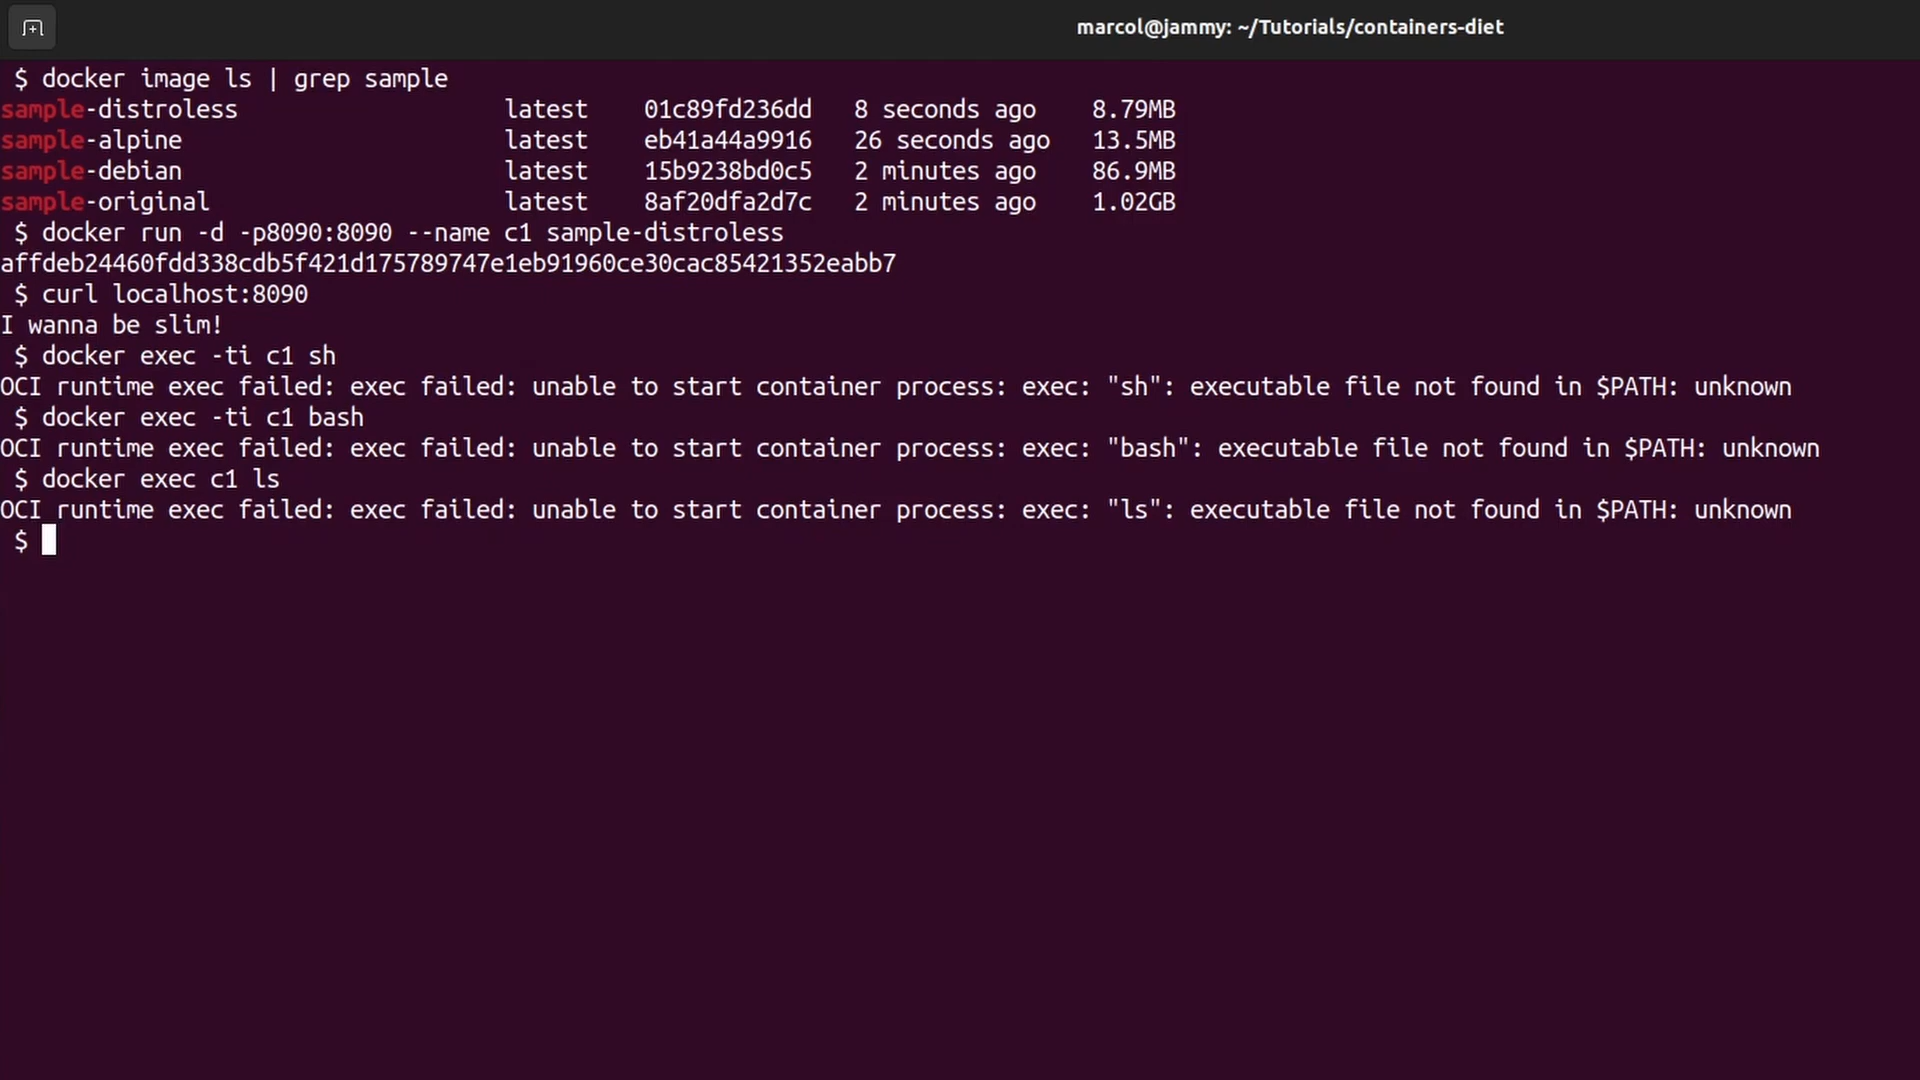 marcol@jammy: ~/Tutorials/containers-diet
$ docker image ls | grep sample
sample-distroless latest 01c89fd236dd 8 seconds ago 8.79MB
sample-alpine latest eb41a44a9916 26 seconds ago 13.5MB
sample-debian latest 15b9238bd0c5 2 minutes ago 86.9MB
sample-original latest 8af20dfa2d7c 2 minutes ago 1.02GB
$ docker run -d -p8090:8090 --name c1 sample-distroless
affdeb24460fdd338cdb5f421d175789747e1eb91960ce30cac85421352eabb7
$ curl localhost:8090
I wanna be slim!
$ docker exec -ti c1 sh
OCI runtime exec failed: exec failed: unable to start container process: exec: "sh": executable file not found in $PATH: unknown
$ docker exec -ti c1 bash
OCI runtime exec failed: exec failed: unable to start container process: exec: "bash": executable file not found in $PATH: unknown
$ docker exec c1 ls
OCI runtime exec failed: exec failed: unable to start container process: exec: "ls": executable file not found in $PATH: unknown
$